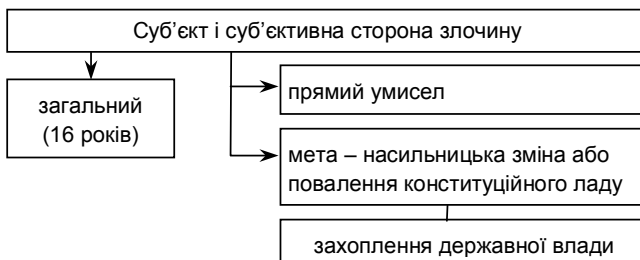 Суб’єкт і суб’єктивна сторона злочину
загальний
(16 років)
прямий умисел
мета – насильницька зміна або
повалення конституційного ладу
захоплення державної влади